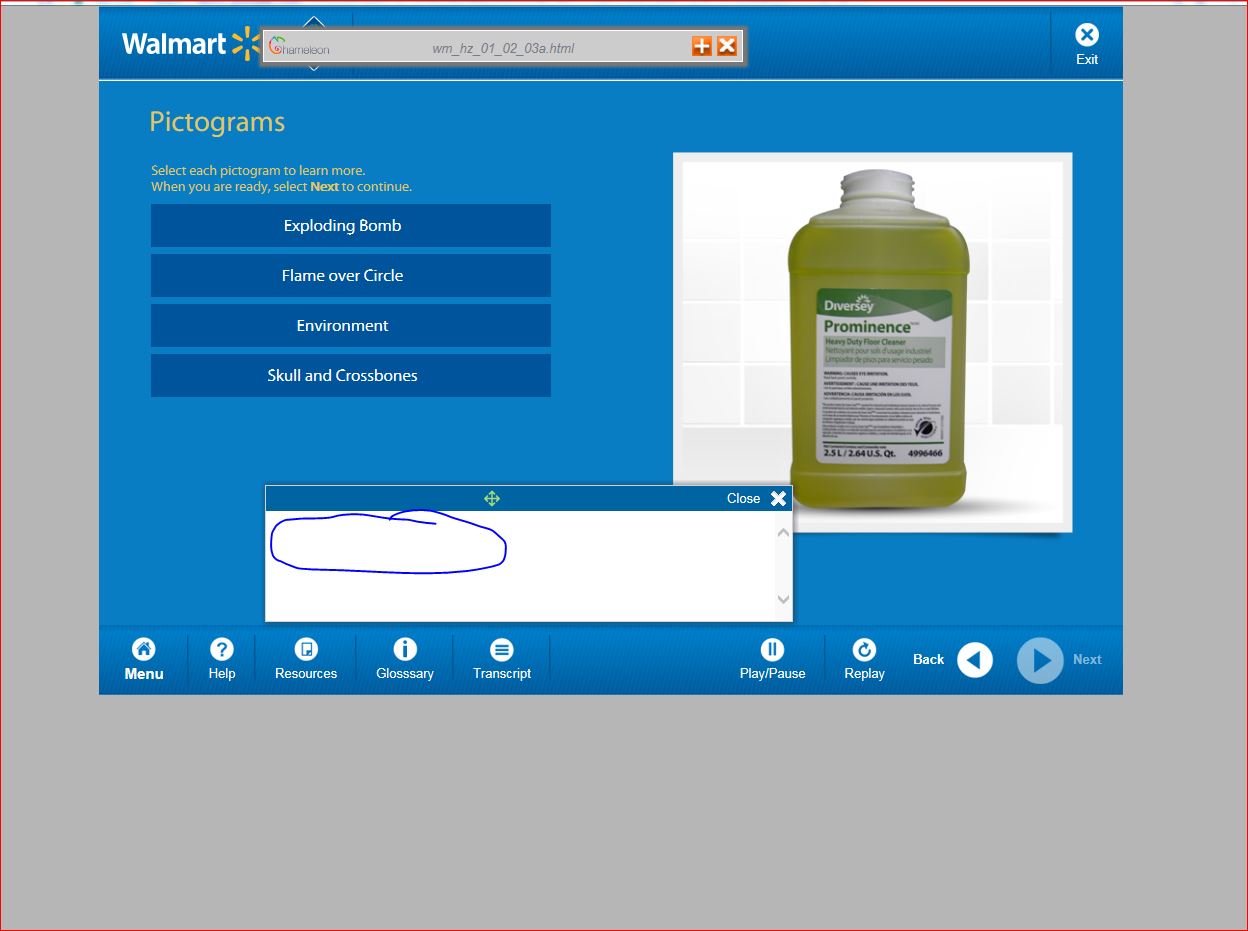 Walmart
Chameleon
wm_hz_01_02_03a.html
Exit
Pictograms
Select each pictogram to learn more.
When you are ready, select Next to continue.
Exploding Bomb
Flame over Circle
Environment
Skull and Crossbones
Diversey
Prominence
Heavy Duty Floor Cleaner
Nettoyant pour sols d'usage industriel
Limpiador de pisos para servicio pesado
WARNING: CAUSES EYE IRRITATION.
AVERTISSEMENT : CAUSE UNE IRRITATION DES YEUX.
ADVERTENCIA: CAUSA IRRITACIÓN EN LOS OJOS.
2.5 L / 2.64 U.S. Qt. 4996466
Close
Menu
Help
Resources
Glosssary
Transcript
Play/Pause
Replay
Back
Next